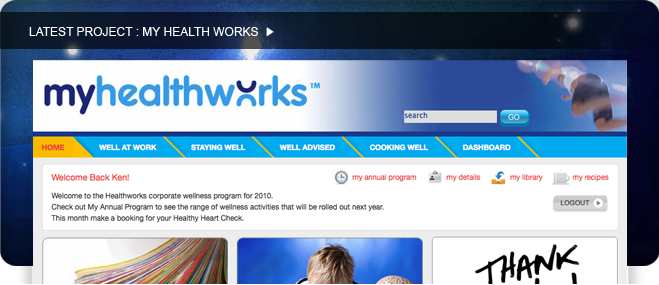 LATEST PROJECT : MY HEALTH WORKS
myhealthworks™
search GO
HOME WELL AT WORK STAYING WELL WELL ADVISED COOKING WELL DASHBOARD
Welcome Back Ken! my annual program my details my library my recipes
Welcome to the Healthworks corporate wellness program for 2010.
Check out My Annual Program to see the range of wellness activities that will be rolled out next year.
This month make a booking for your Healthy Heart Check.
LOGOUT
THANK